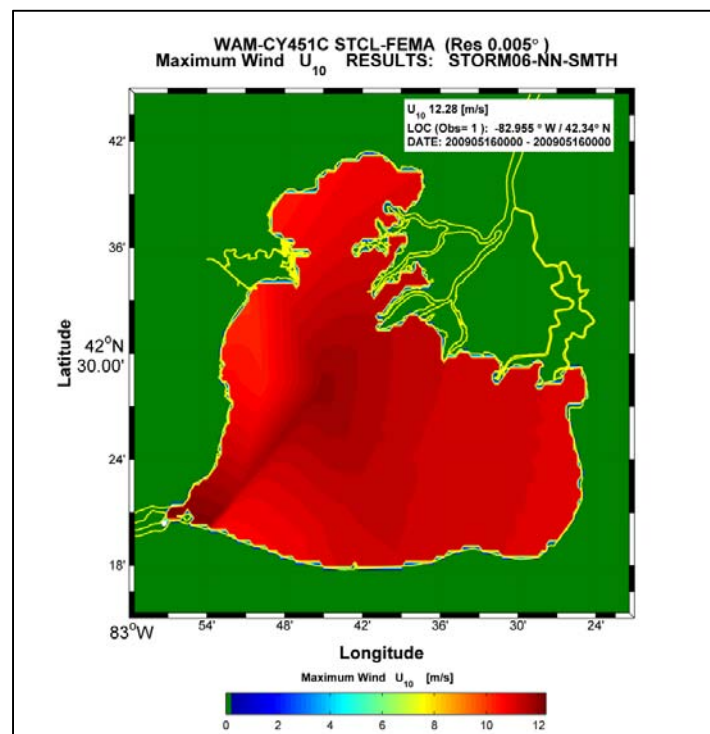 WAM-CY451C STCL-FEMA (Res 0.005° )
Maximum Wind U10 RESULTS: STORM06-NN-SMTH
U10 12.28 [m/s]
LOC (Obs= 1 ): -82.955 ° W / 42.34° N
DATE: 200905160000 - 200905160000
42'
36'
42°N
30.00'
24'
18'
Latitude
83°W
54'
48'
42'
36'
30'
24'
Longitude
Maximum Wind U10 [m/s]
0
2
4
6
8
10
12